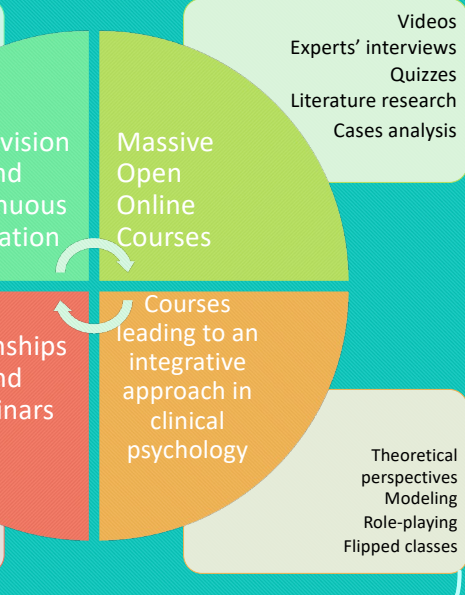 Videos
Experts’ interviews
Quizzes
Literature research
Cases analysis
vision
nd
nuous
ation
Massive
Open
Online
Courses
nships
nd
inars
Courses
leading to an
integrative
approach in
clinical
psychology
Theoretical
perspectives
Modeling
Role-playing
Flipped classes